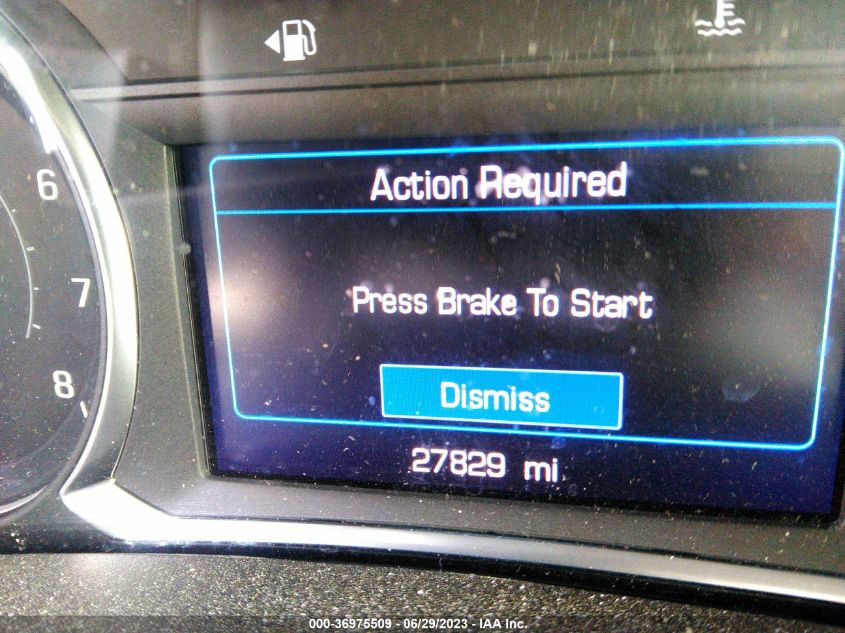 Action Required
6
Press Brake To Start
7
8
Dismiss
27829 mi
000-36975509 - 06/29/2023 - IAA Inc.